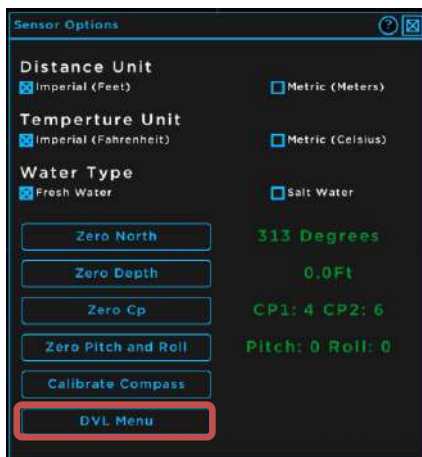 Sensor Options ?
Distance Unit
Imperial (Feet) Metric (Meters)
Temperture Unit
Imperial (Fahrenheit) Metric (Celsius)
Water Type
Fresh Water Salt Water
Zero North 313 Degrees
Zero Depth 0.0Ft
Zero Cp CP1: 4 CP2: 6
Zero Pitch and Roll Pitch: 0 Roll: 0
Calibrate Compass
DVL Menu